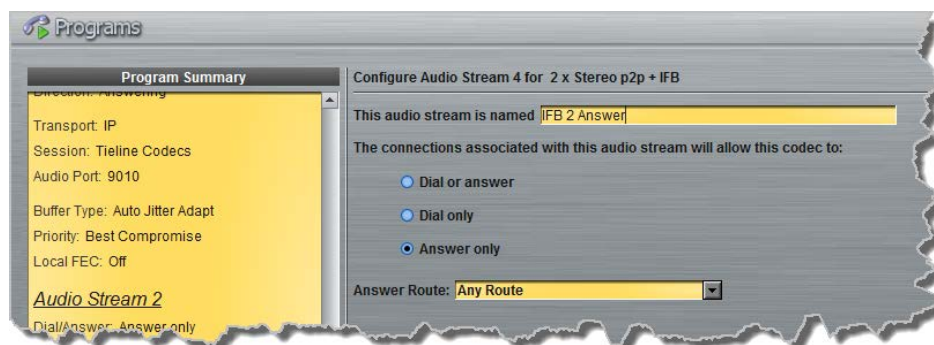 Programs
Program Summary
Direction: Answering
Transport: IP
Session: Tieline Codecs
Audio Port: 9010
Buffer Type: Auto Jitter Adapt
Priority: Best Compromise
Local FEC: Off
Audio Stream 2
Dial/Answer: Answer only
Configure Audio Stream 4 for 2 x Stereo p2p + IFB
This audio stream is named IFB 2 Answer
The connections associated with this audio stream will allow this codec to:
Dial or answer
Dial only
Answer only
Answer Route: Any Route